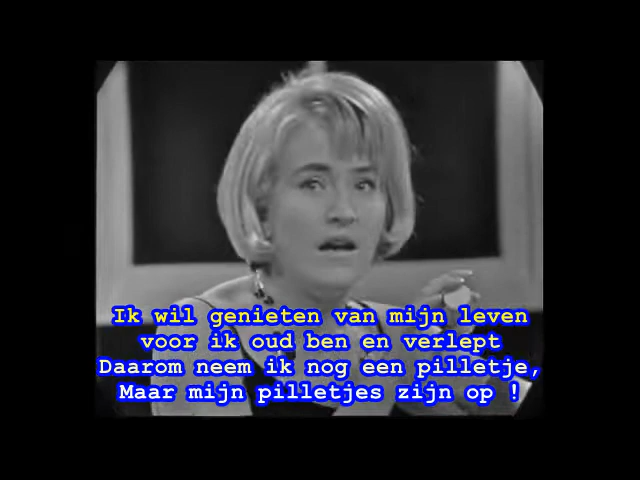 Ik wil genieten van mijn leven
voor ik oud ben en verlept
Daarom neem ik nog een pilletje,
Maar mijn pilletjes zijn op !